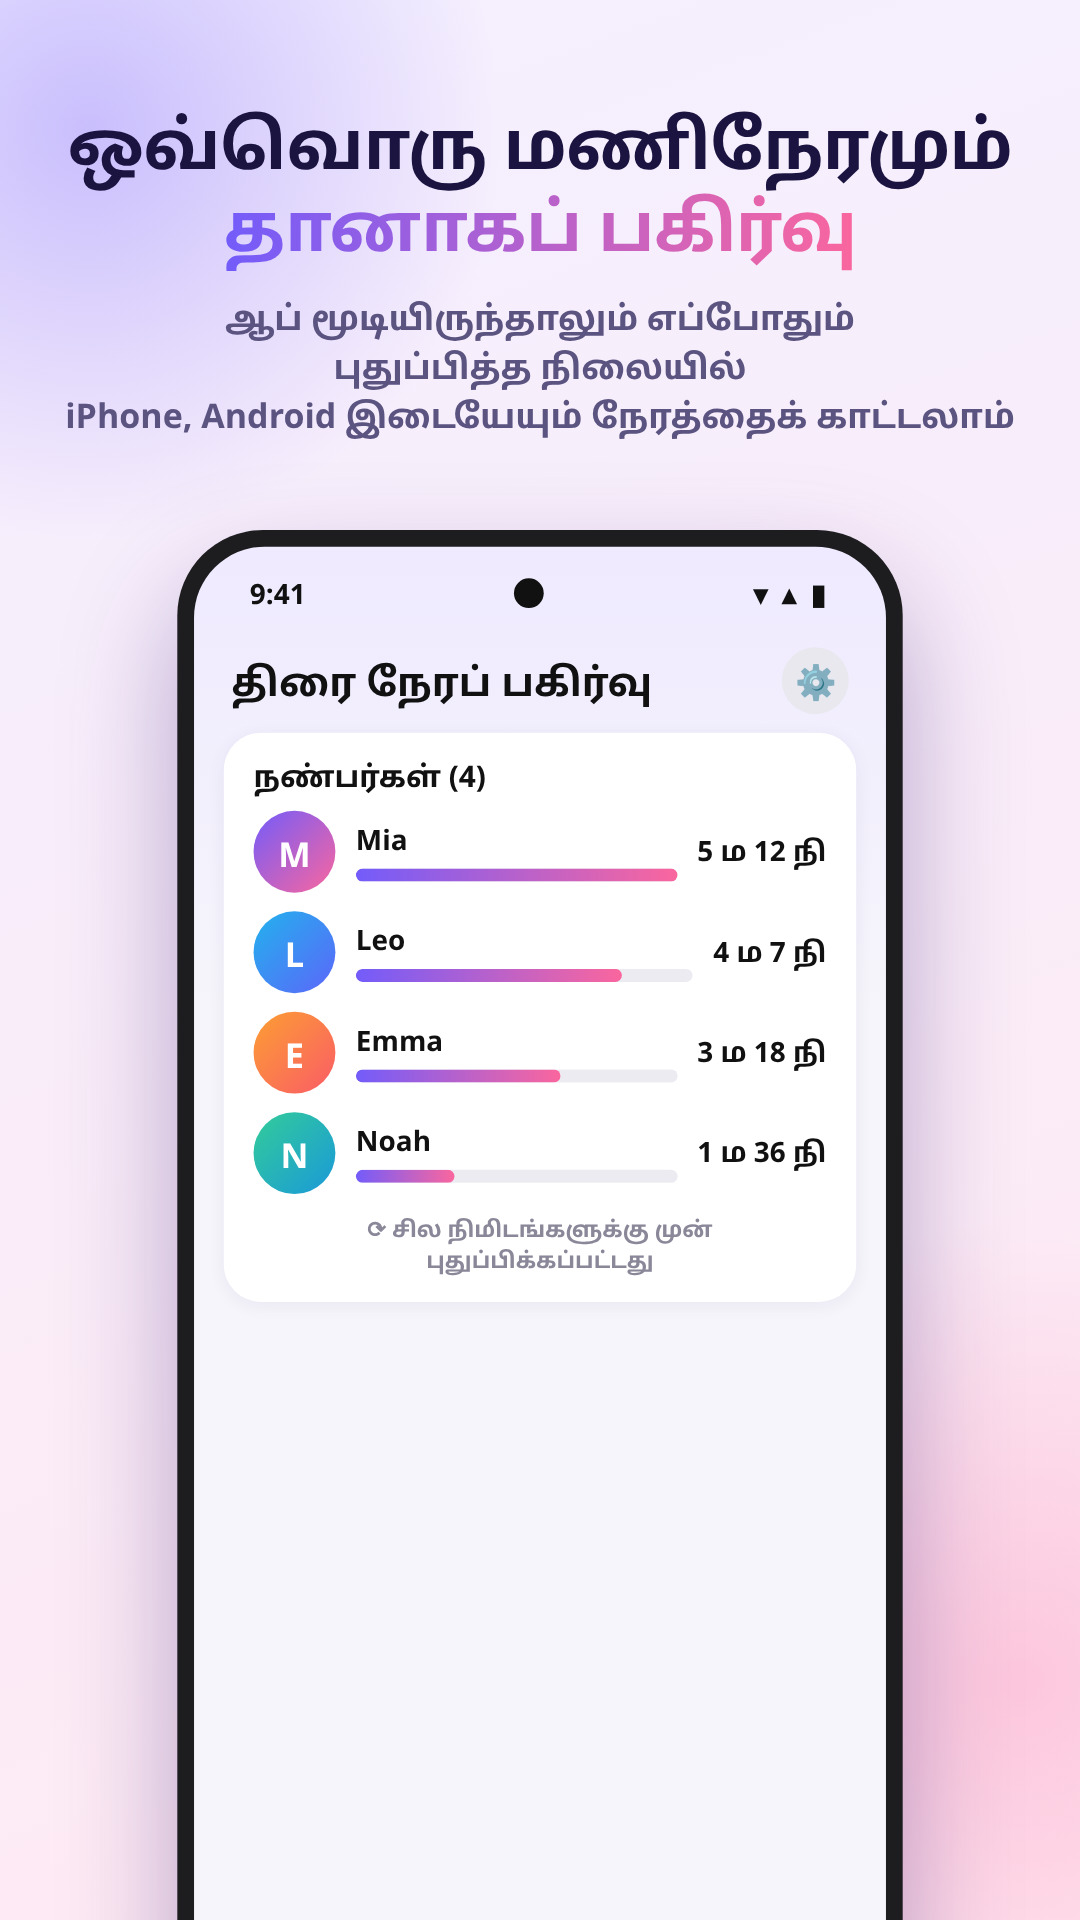 ஒவ்வொரு மணிநேரமும்
தானாகப் பகிர்வு
ஆப் மூடியிருந்தாலும் எப்போதும்
புதுப்பித்த நிலையில்
iPhone, Android இடையேயும் நேரத்தைக் காட்டலாம்
9:41
திரை நேரப் பகிர்வு
நண்பர்கள் (4)
M
Mia
5 ம 12 நி
L
Leo
4 ம 7 நி
E
Emma
3 ம 18 நி
N
Noah
1 ம 36 நி
⟳ சில நிமிடங்களுக்கு முன்
புதுப்பிக்கப்பட்டது